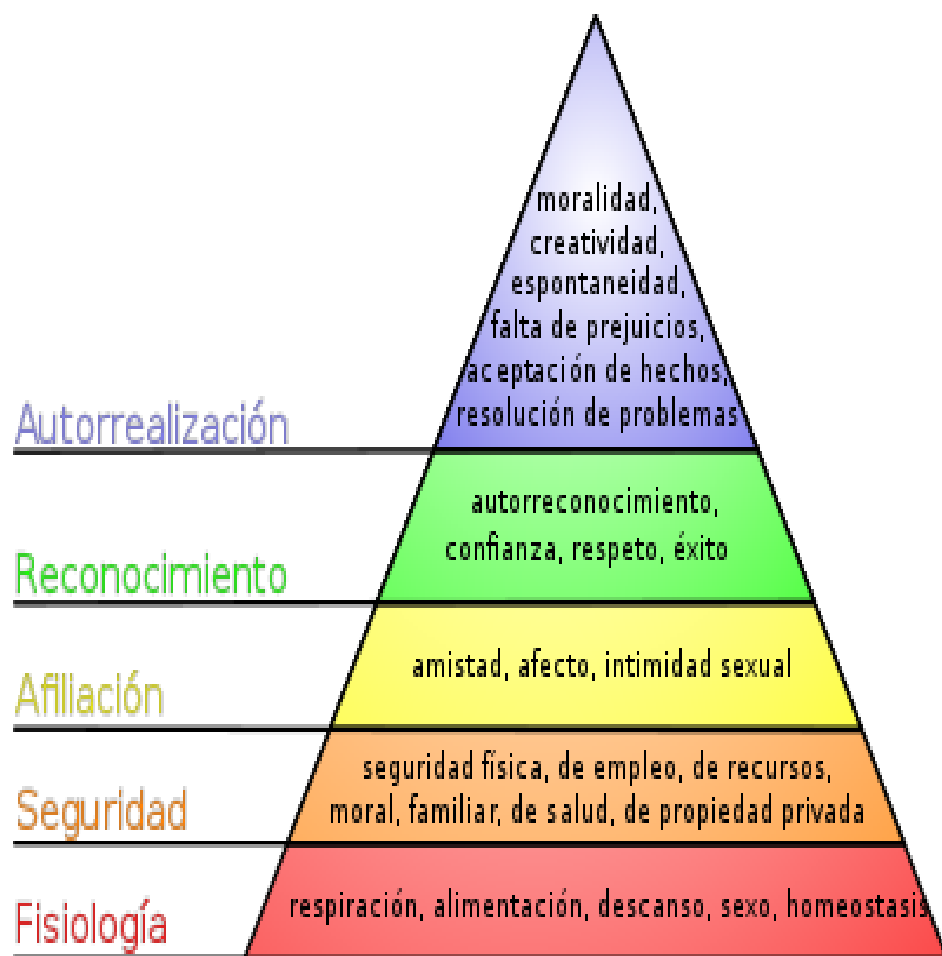 moralidad,
creatividad,
espontaneidad,
falta de prejuicios,
aceptación de hechos,
resolución de problemas
Autorrealización
autorreconocimiento,
confianza, respeto, éxito
Reconocimiento
amistad, afecto, intimidad sexual
Afiliación
seguridad física, de empleo, de recursos,
moral, familiar, de salud, de propiedad privada
Seguridad
respiración, alimentación, descanso, sexo, homeostasis
Fisiología